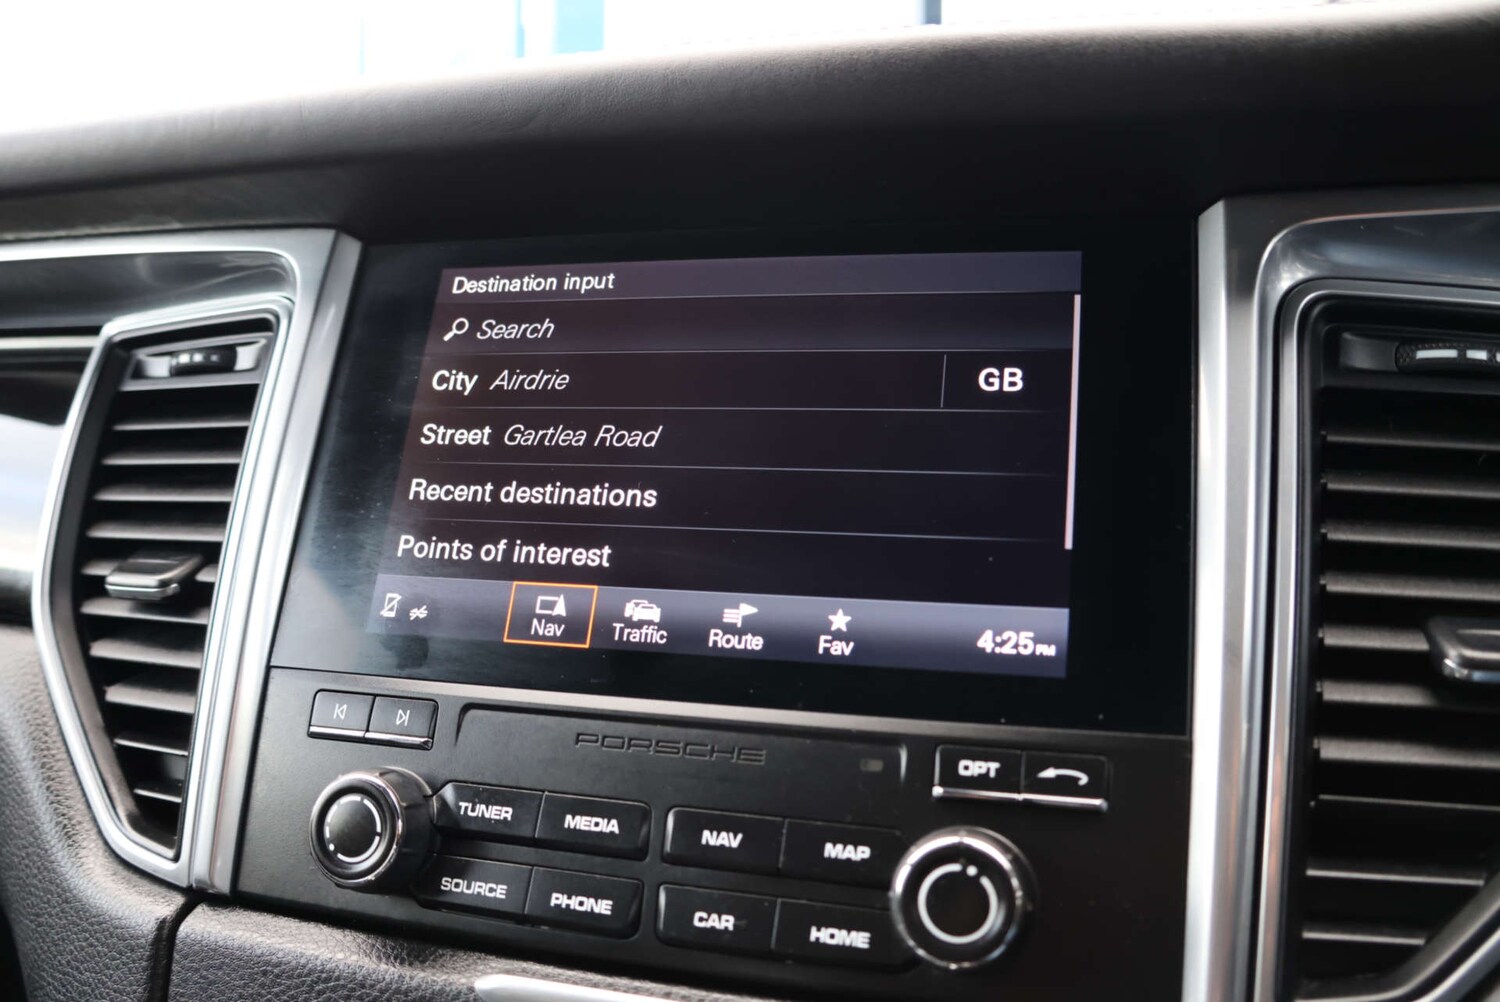 Destination input
Search
City Airdrie GB
Street Gartlea Road
Recent destinations
Points of interest
Nav Traffic Route Fav 4:25PM
PORSCHE
OPT
TUNER MEDIA NAV MAP
SOURCE PHONE CAR HOME